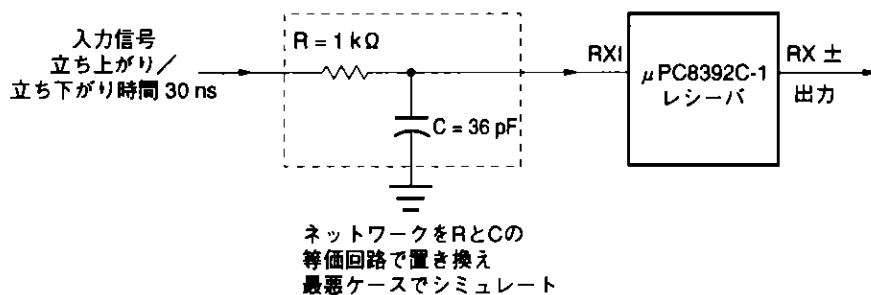 入力信号
立ち上がり／
立ち下がり時間 30 ns
R = 1 kΩ
C = 36 pF
RXI
μPC8392C-1
レシーバ
RX ±
出力
ネットワークをRとCの
等価回路で置き換え
最悪ケースでシミュレート